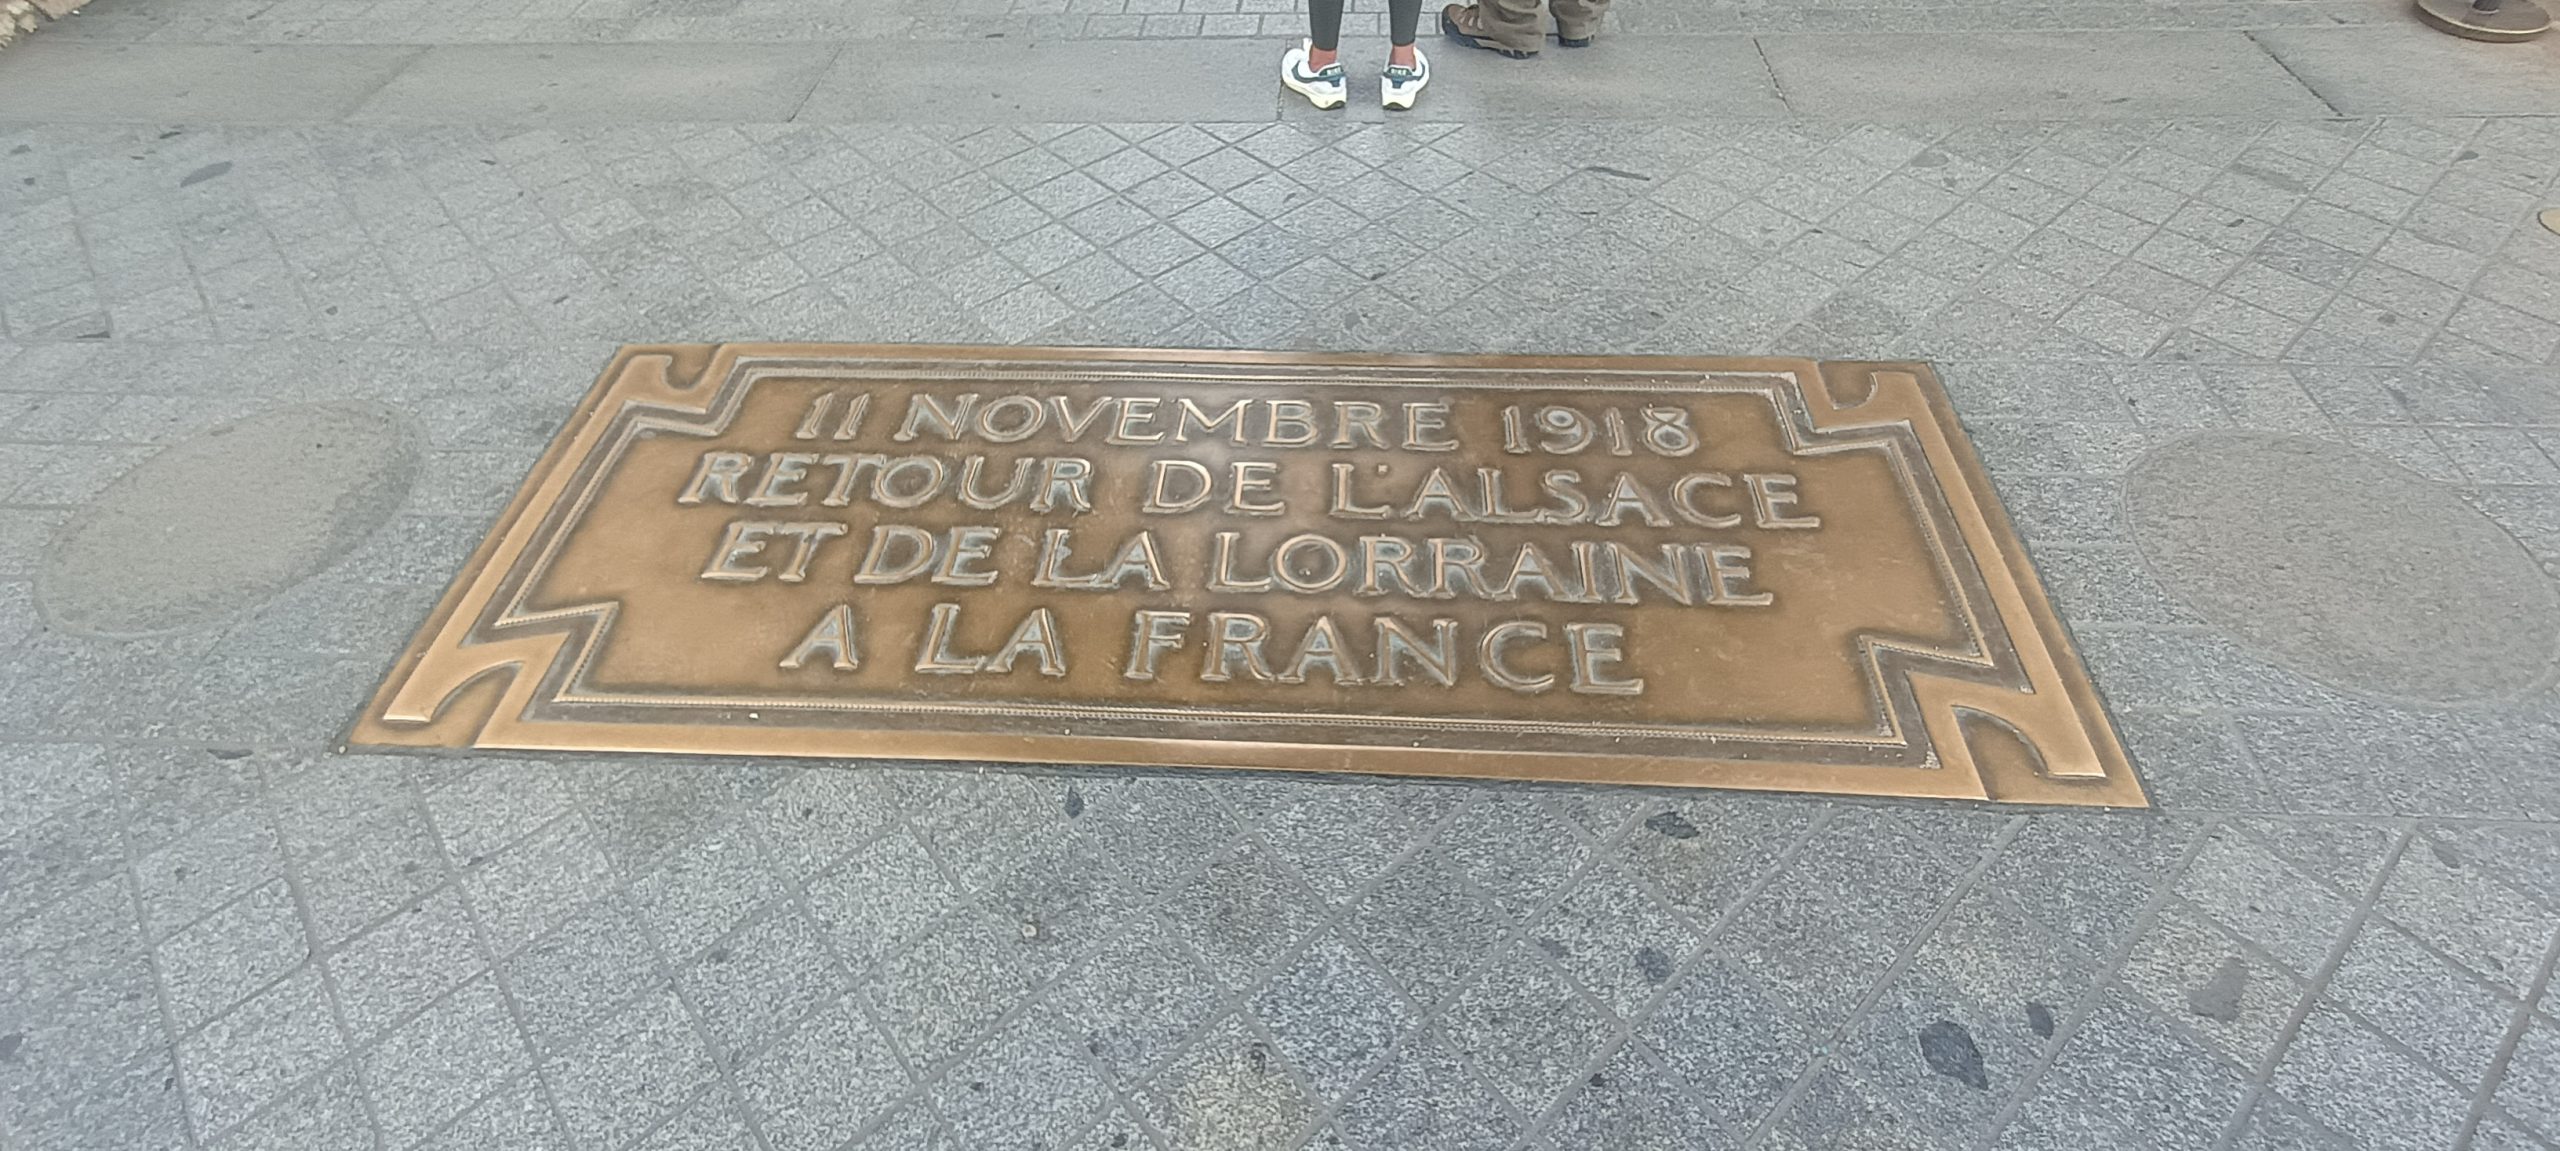 11 NOVEMBRE 1918
RETOUR DE L'ALSACE
ET DE LA LORRAINE
A LA FRANCE